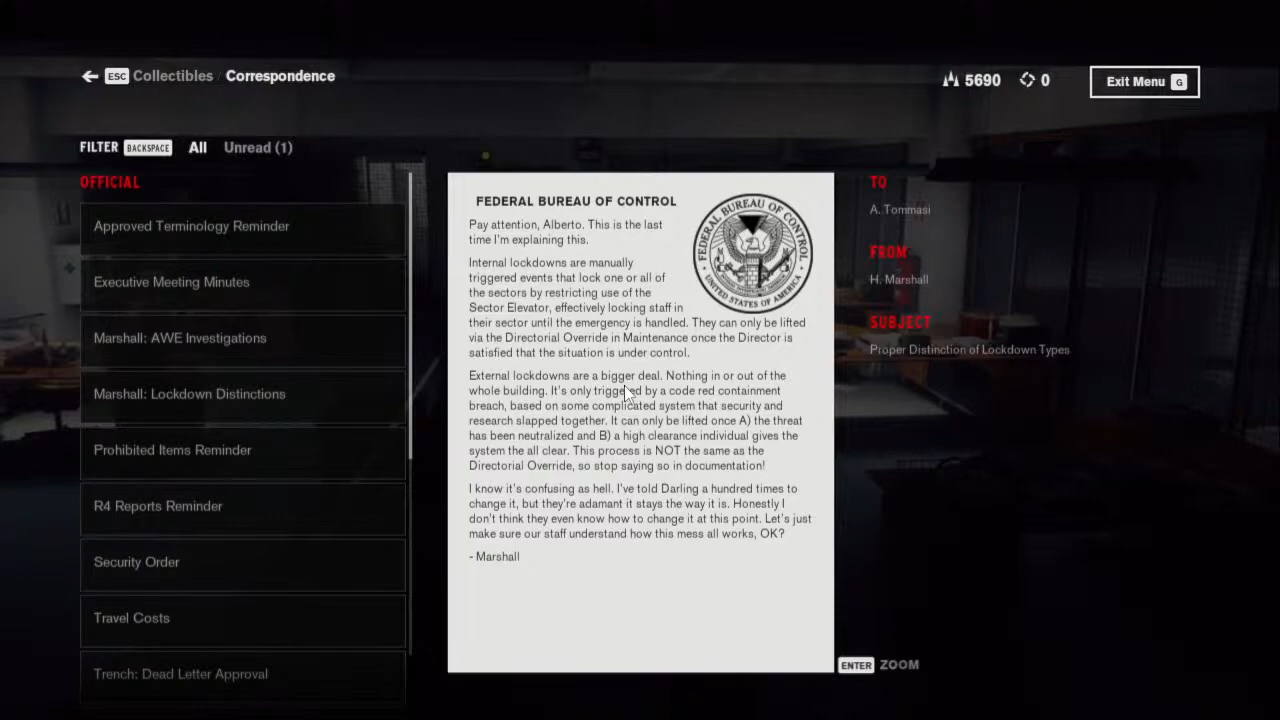 ESC Collectibles / Correspondence
5690 0
Exit Menu G
FILTER BACKSPACE All Unread (1)
OFFICIAL
Approved Terminology Reminder
Executive Meeting Minutes
Marshall: AWE Investigations
Marshall: Lockdown Distinctions
Prohibited Items Reminder
R4 Reports Reminder
Security Order
Travel Costs
Trench: Dead Letter Approval
FEDERAL BUREAU OF CONTROL
FEDERAL BUREAU OF CONTROL
UNITED STATES OF AMERICA
Pay attention, Alberto. This is the last
time I'm explaining this.
Internal lockdowns are manually
triggered events that lock one or all of
the sectors by restricting use of the
Sector Elevator, effectively locking staff in
their sector until the emergency is handled. They can only be lifted
via the Directorial Override in Maintenance once the Director is
satisfied that the situation is under control.
External lockdowns are a bigger deal. Nothing in or out of the
whole building. It's only triggered by a code red containment
breach, based on some complicated system that security and
research slapped together. It can only be lifted once A) the threat
has been neutralized and B) a high clearance individual gives the
system the all clear. This process is NOT the same as the
Directorial Override, so stop saying so in documentation!
I know it's confusing as hell. I've told Darling a hundred times to
change it, but they're adamant it stays the way it is. Honestly I
don't think they even know how to change it at this point. Let's just
make sure our staff understand how this mess all works, OK?
- Marshall
TO
A. Tommasi
FROM
H. Marshall
SUBJECT
Proper Distinction of Lockdown Types
ENTER ZOOM